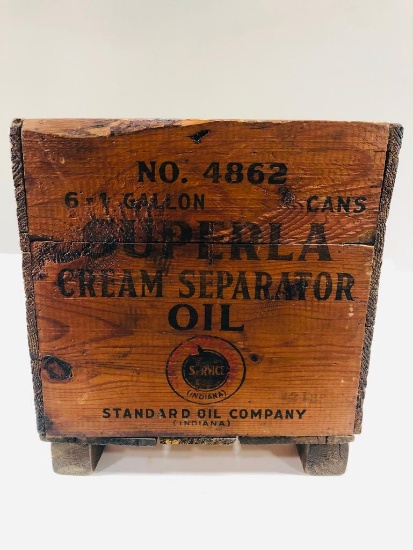 NO. 4862
6-1 GALLON CANS
SUPERLA
CREAM SEPARATOR
OIL
SERVICE
(INDIANA)
STANDARD OIL COMPANY
(INDIANA)